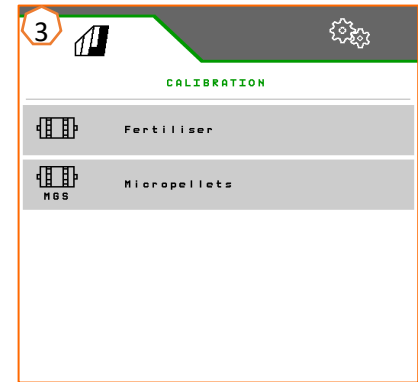 3
CALIBRATION
Fertiliser
MGS
Micropellets